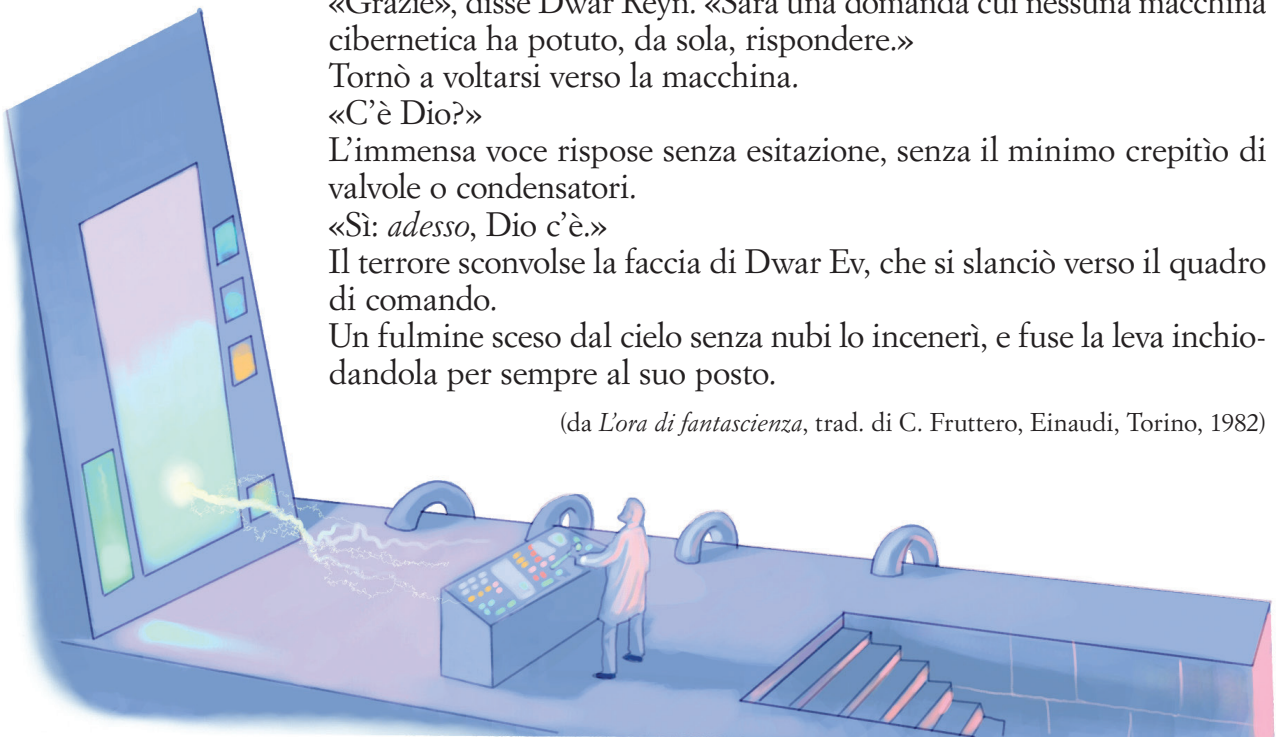 «Grazie», disse Dwar Reyn. «Sarà una domanda cui nessuna macchina
cibernetica ha potuto, da sola, rispondere.»
Tornò a voltarsi verso la macchina.
«C’è Dio?»
L’immensa voce rispose senza esitazione, senza il minimo crepitìo di
valvole o condensatori.
«Sì: adesso, Dio c’è.»
Il terrore sconvolse la faccia di Dwar Ev, che si slanciò verso il quadro
di comando.
Un fulmine sceso dal cielo senza nubi lo incenerì, e fuse la leva inchio-
dandola per sempre al suo posto.
(da L’ora di fantascienza, trad. di C. Fruttero, Einaudi, Torino, 1982)